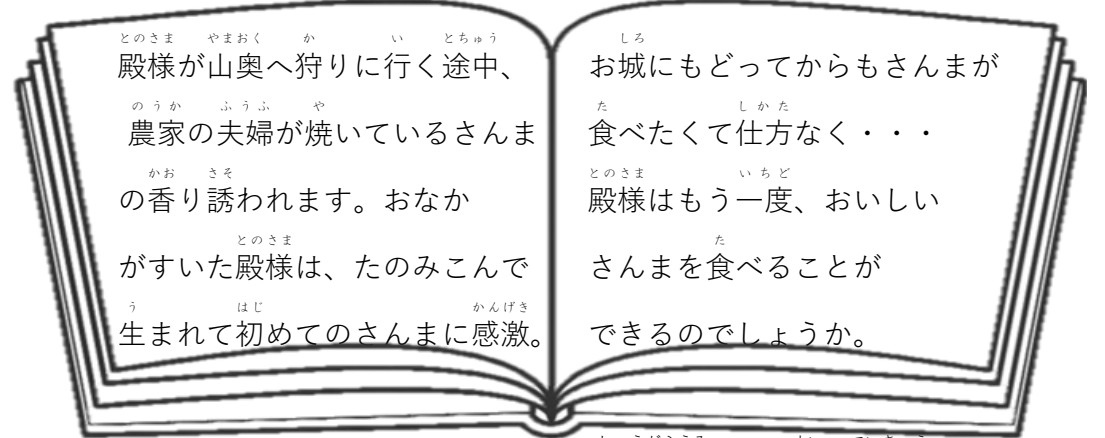 殿様が山奥へ狩りに行く途中、
農家の夫婦が焼いているさんま
の香り誘われます。おなか
がすいた殿様は、たのみこんで
生まれて初めてのさんまに感激。
お城にもどってからもさんまが
食べたくて仕方なく・・・
殿様はもう一度、おいしい
さんまを食べることが
できるのでしょうか。